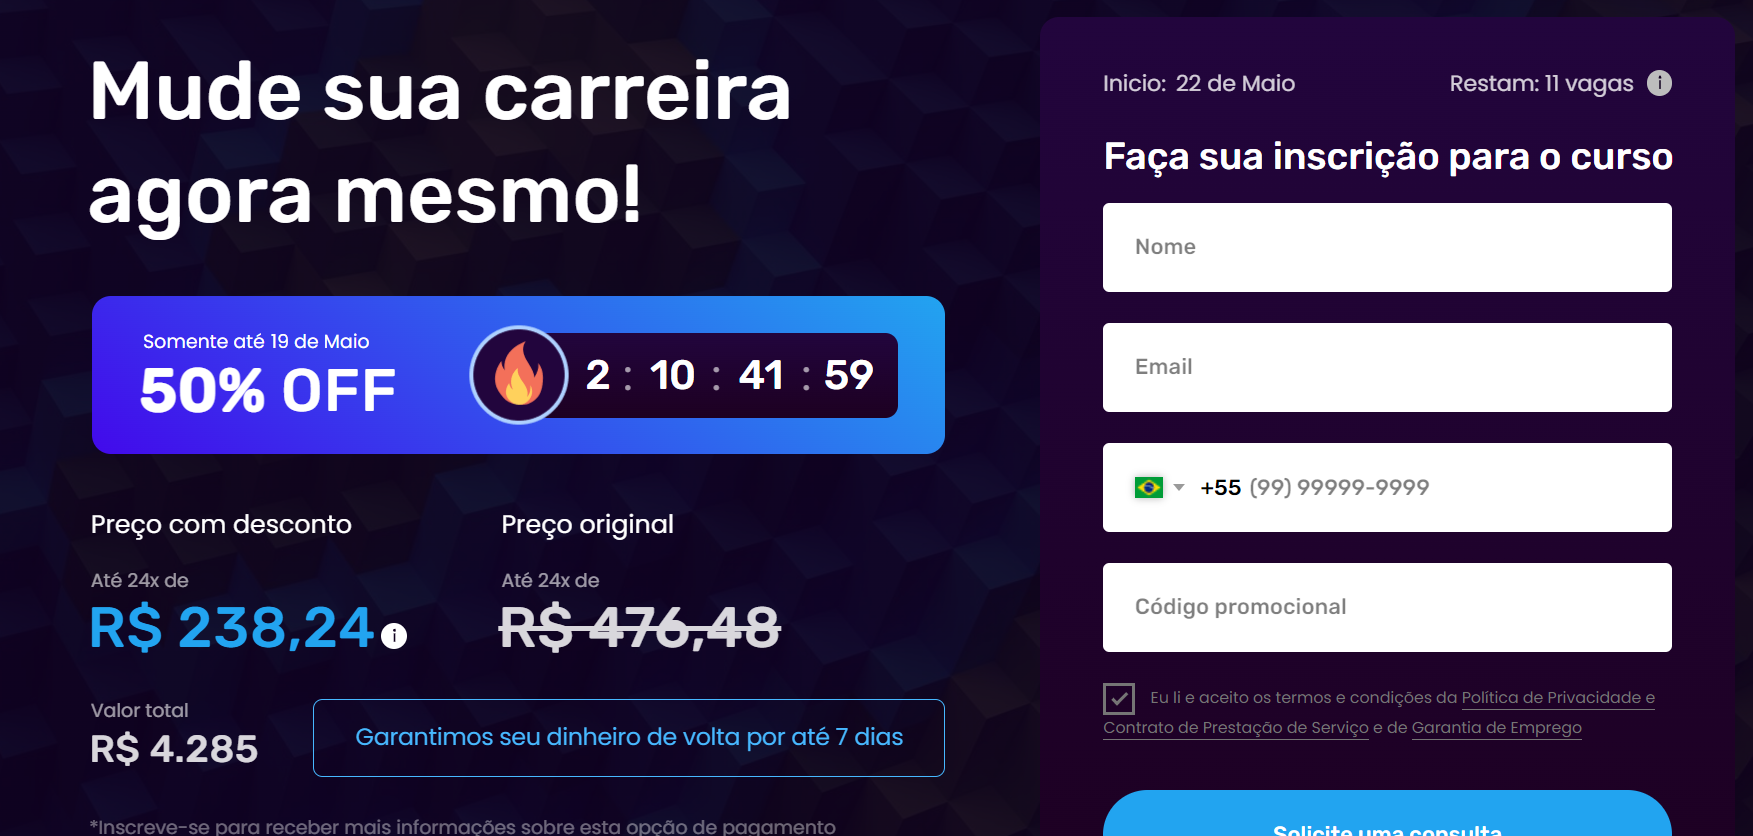 Mude sua carreira
agora mesmo!
Somente até 19 de Maio
50% OFF
2 : 10 : 41 : 59
Preço com desconto
Até 24x de
R$ 238,24 i
Preço original
Até 24x de
R$ 476,48
Valor total
R$ 4.285
Garantimos seu dinheiro de volta por até 7 dias
*Inscreve-se para receber mais informações sobre esta opção de pagamento
Inicio: 22 de Maio
Restam: 11 vagas i
Faça sua inscrição para o curso
Nome
Email
+55 (99) 99999-9999
Código promocional
Eu li e aceito os termos e condições da Política de Privacidade e
Contrato de Prestação de Serviço e de Garantia de Emprego
Solicite uma consulta